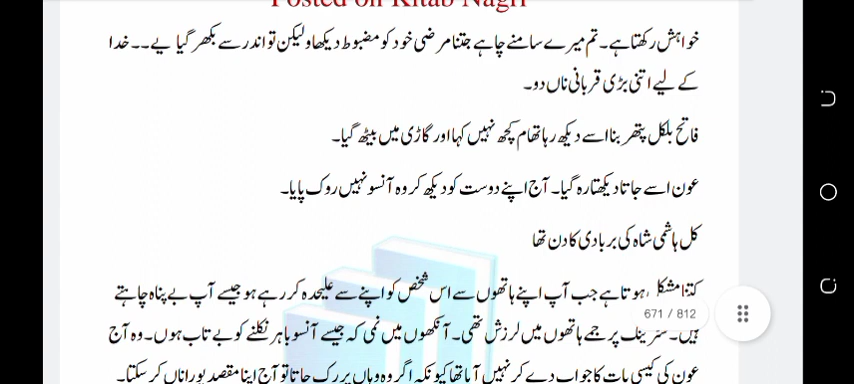 Posted on Kitab Nagri
خواہش رکھتا ہے۔ تم میرے سامنے چاہے جتنا مرضی خود کو مضبوط دیکھاو لیکن تو اندر سے بکھر گیا یے۔۔ خدا
کے لیے اتنی بڑی قربانی ناں دو۔
فاتح بلکل پتھر بنا اسے دیکھ رہا تھام کچھ نہیں کہا اور گاڑی میں بیٹھ گیا۔
عون اسے جاتا دیکھتا رہ گیا۔ آج اپنے دوست کو دیکھ کر وہ آنسو نہیں روک پایا۔
کل ہاشمی شاہ کی بربادی کا دن تھا
کتنا مشکل ہوتا ہے جب آپ اپنے ہاتھوں سے اس شخص کو اپنے سے علیحدہ کر رہے ہو جیسے آپ بے پناہ چاہتے
ہیں۔ سٹرینگ پر جمے ہاتھوں میں لرزش تھی۔ آنکھوں میں نمی کہ جیسے آنسو باہر نکلنے کو بے تاب ہوں۔ وہ آج
عون کی کیسی بات کا جواب دے کر نہیں آیا تھا کیونکہ اگر وہ وہاں پر رک جاتا تو آج اپنا مقصد پورا ناں کر سکتا۔
671 / 812